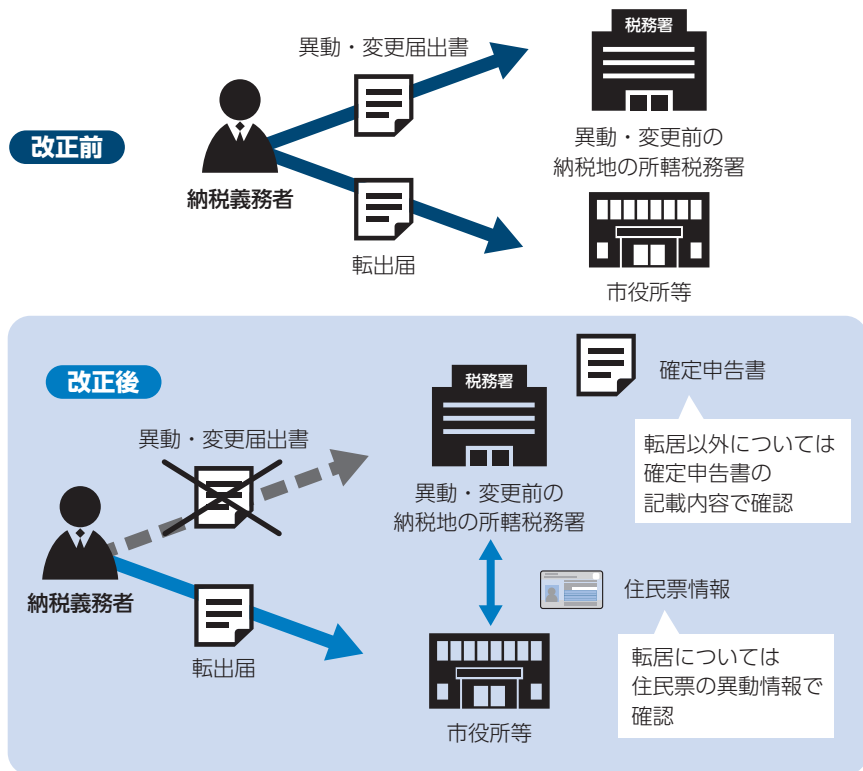 異動・変更届出書
税務署
改正前
納税義務者
異動・変更前の
納税地の所轄税務署
転出届
市役所等
改正後
確定申告書
税務署
転居以外については
確定申告書の
記載内容で確認
異動・変更届出書
異動・変更前の
納税地の所轄税務署
納税義務者
住民票情報
転出届
転居については
住民票の異動情報で
確認
市役所等